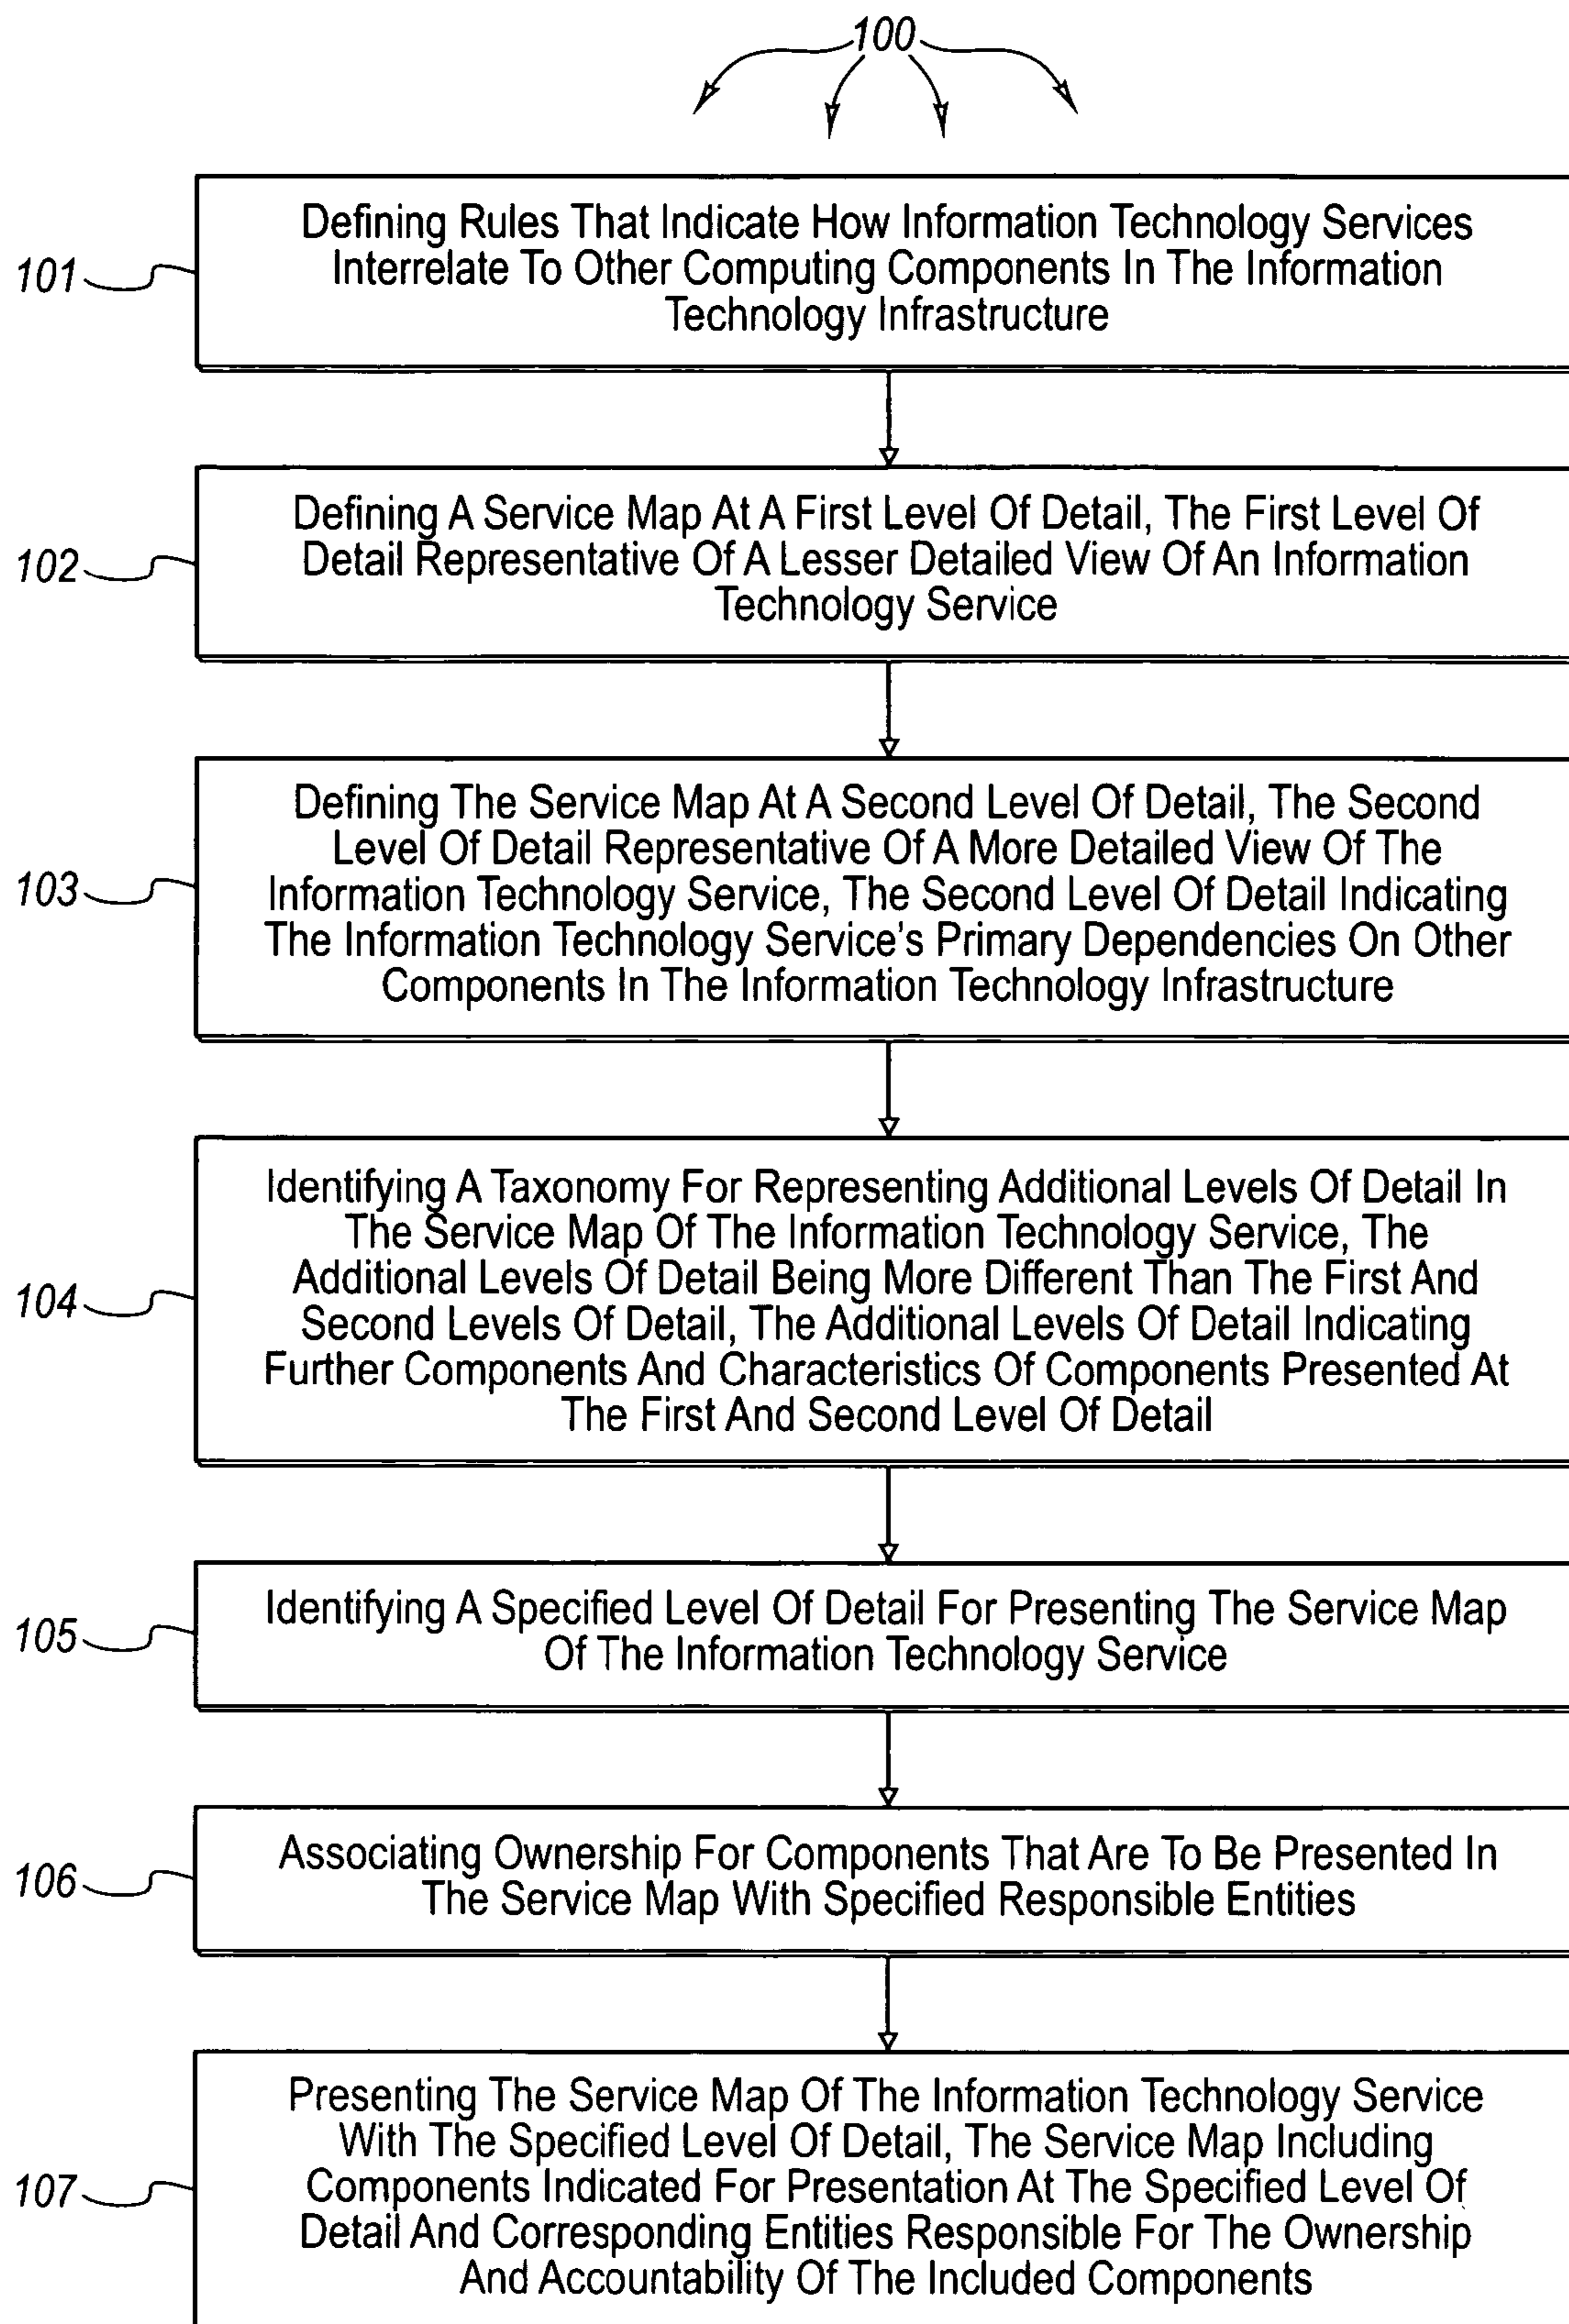 100
101
Defining Rules That Indicate How Information Technology Services
Interrelate To Other Computing Components In The Information
Technology Infrastructure
102
Defining A Service Map At A First Level Of Detail, The First Level Of
Detail Representative Of A Lesser Detailed View Of An Information
Technology Service
103
Defining The Service Map At A Second Level Of Detail, The Second
Level Of Detail Representative Of A More Detailed View Of The
Information Technology Service, The Second Level Of Detail Indicating
The Information Technology Service's Primary Dependencies On Other
Components In The Information Technology Infrastructure
104
Identifying A Taxonomy For Representing Additional Levels Of Detail In
The Service Map Of The Information Technology Service, The
Additional Levels Of Detail Being More Different Than The First And
Second Levels Of Detail, The Additional Levels Of Detail Indicating
Further Components And Characteristics Of Components Presented At
The First And Second Level Of Detail
105
Identifying A Specified Level Of Detail For Presenting The Service Map
Of The Information Technology Service
106
Associating Ownership For Components That Are To Be Presented In
The Service Map With Specified Responsible Entities
107
Presenting The Service Map Of The Information Technology Service
With The Specified Level Of Detail, The Service Map Including
Components Indicated For Presentation At The Specified Level Of
Detail And Corresponding Entities Responsible For The Ownership
And Accountability Of The Included Components